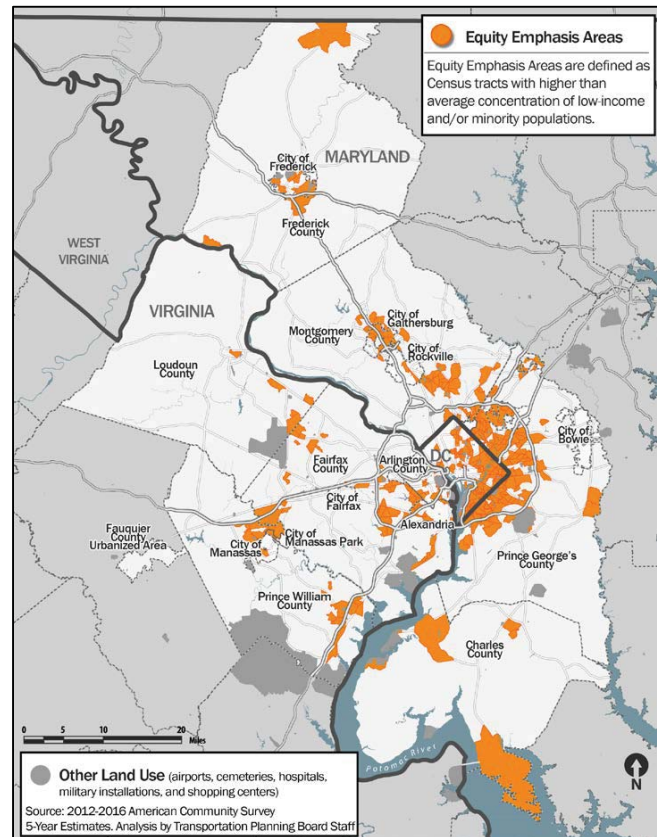 Equity Emphasis Areas
Equity Emphasis Areas are defined as
Census tracts with higher than
average concentration of low-income
and/or minority populations.
MARYLAND
City of
Frederick
Frederick
County
WEST
VIRGINIA
VIRGINIA
City of
Gaithersburg
Montgomery
County
City of
Rockville
Loudoun
County
City of
Bowie
Fairfax
County
Arlington
County
DC
City of
Fairfax
Alexandria
Fauquier
County
Urbanized Area
City of
Manassas
City of
Manassas Park
Prince George's
County
Prince William
County
Charles
County
0 5 10 20
Miles
Potomac River
N
Other Land Use (airports, cemeteries, hospitals,
military installations, and shopping centers)
Source: 2012-2016 American Community Survey
5-Year Estimates. Analysis by Transportation Planning Board Staff